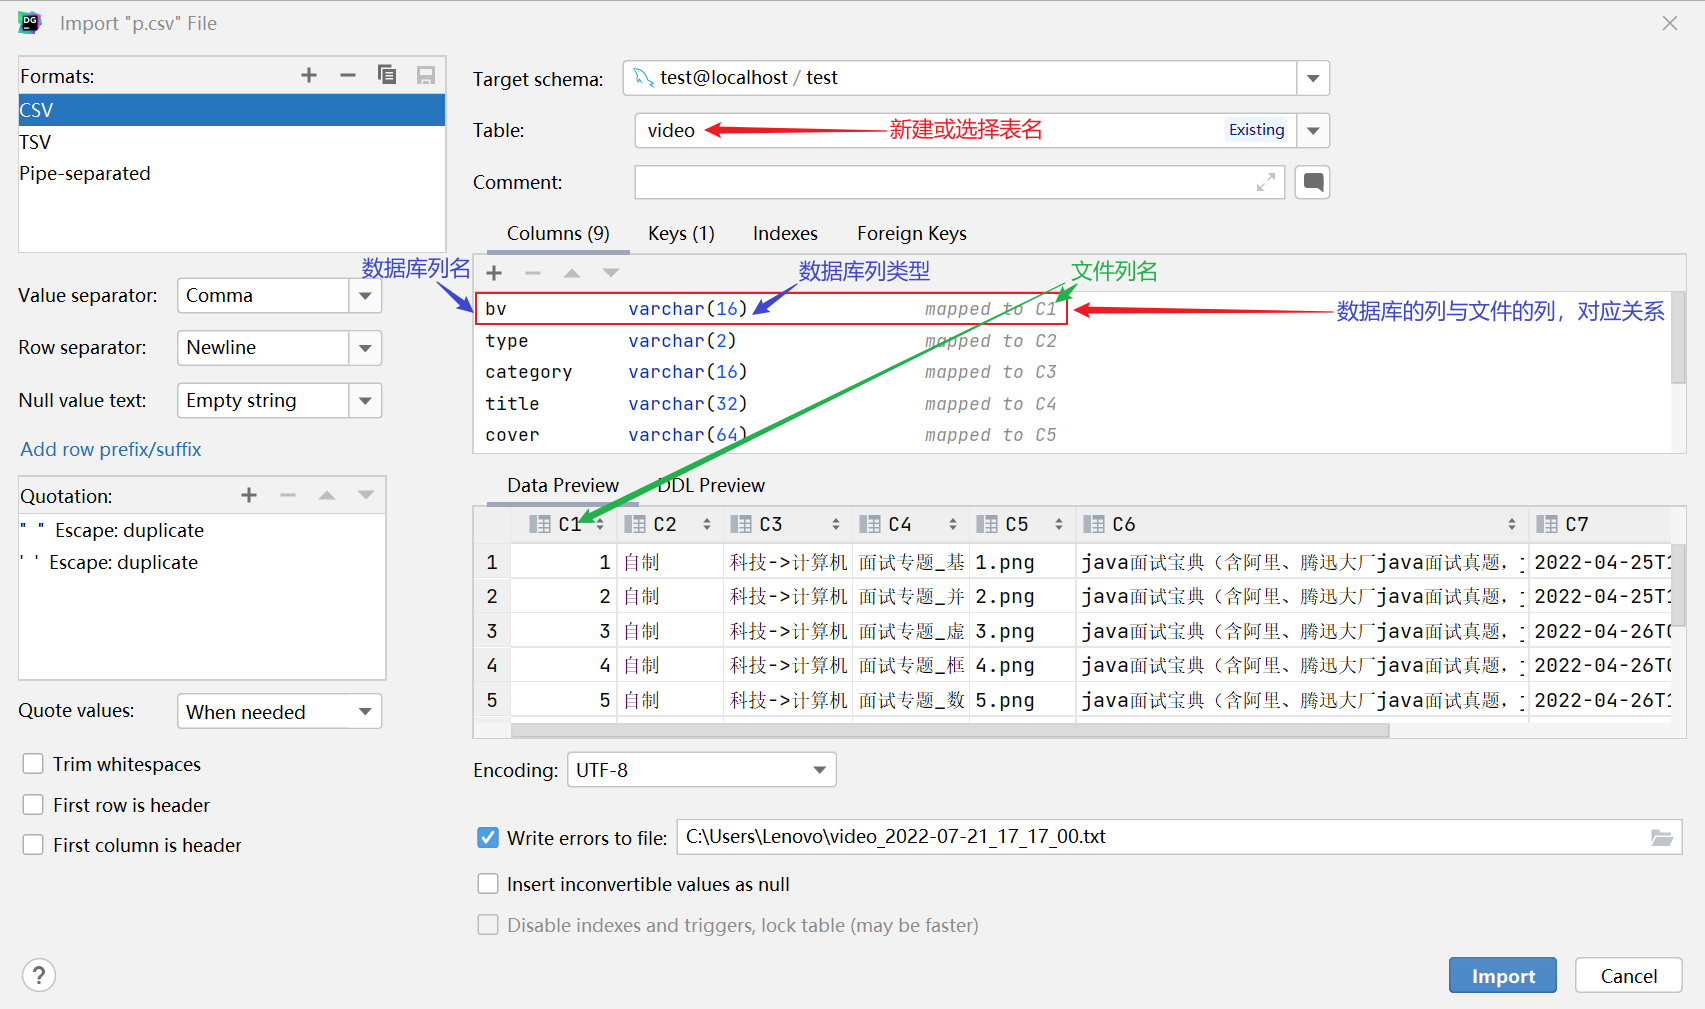 DG
Import "p.csv" File
Formats:
CSV
TSV
Pipe-separated
Target schema:
test@localhost / test
Table:
video
新建或选择表名
Existing
Comment:
Columns (9)
Keys (1)
Indexes
Foreign Keys
数据库列名
数据库列类型
文件列名
bv varchar(16) mapped to C1
数据库的列与文件的列，对应关系
type varchar(2) mapped to C2
category varchar(16) mapped to C3
title varchar(32) mapped to C4
cover varchar(64) mapped to C5
Value separator:
Comma
Row separator:
Newline
Null value text:
Empty string
Add row prefix/suffix
Quotation:
" " Escape: duplicate
' ' Escape: duplicate
Quote values:
When needed
Trim whitespaces
First row is header
First column is header
Data Preview
DDL Preview
C1 C2 C3 C4 C5 C6 C7
1 1 自制 科技->计算机 面试专题_基 1.png java面试宝典（含阿里、腾迅大厂java面试真题， 2022-04-25T1
2 2 自制 科技->计算机 面试专题_并 2.png java面试宝典（含阿里、腾迅大厂java面试真题， 2022-04-25T1
3 3 自制 科技->计算机 面试专题_虚 3.png java面试宝典（含阿里、腾迅大厂java面试真题， 2022-04-26T0
4 4 自制 科技->计算机 面试专题_框 4.png java面试宝典（含阿里、腾迅大厂java面试真题， 2022-04-26T0
5 5 自制 科技->计算机 面试专题_数 5.png java面试宝典（含阿里、腾迅大厂java面试真题， 2022-04-26T1
Encoding:
UTF-8
Write errors to file:
C:\Users\Lenovo\video_2022-07-21_17_17_00.txt
Insert inconvertible values as null
Disable indexes and triggers, lock table (may be faster)
?
Import
Cancel